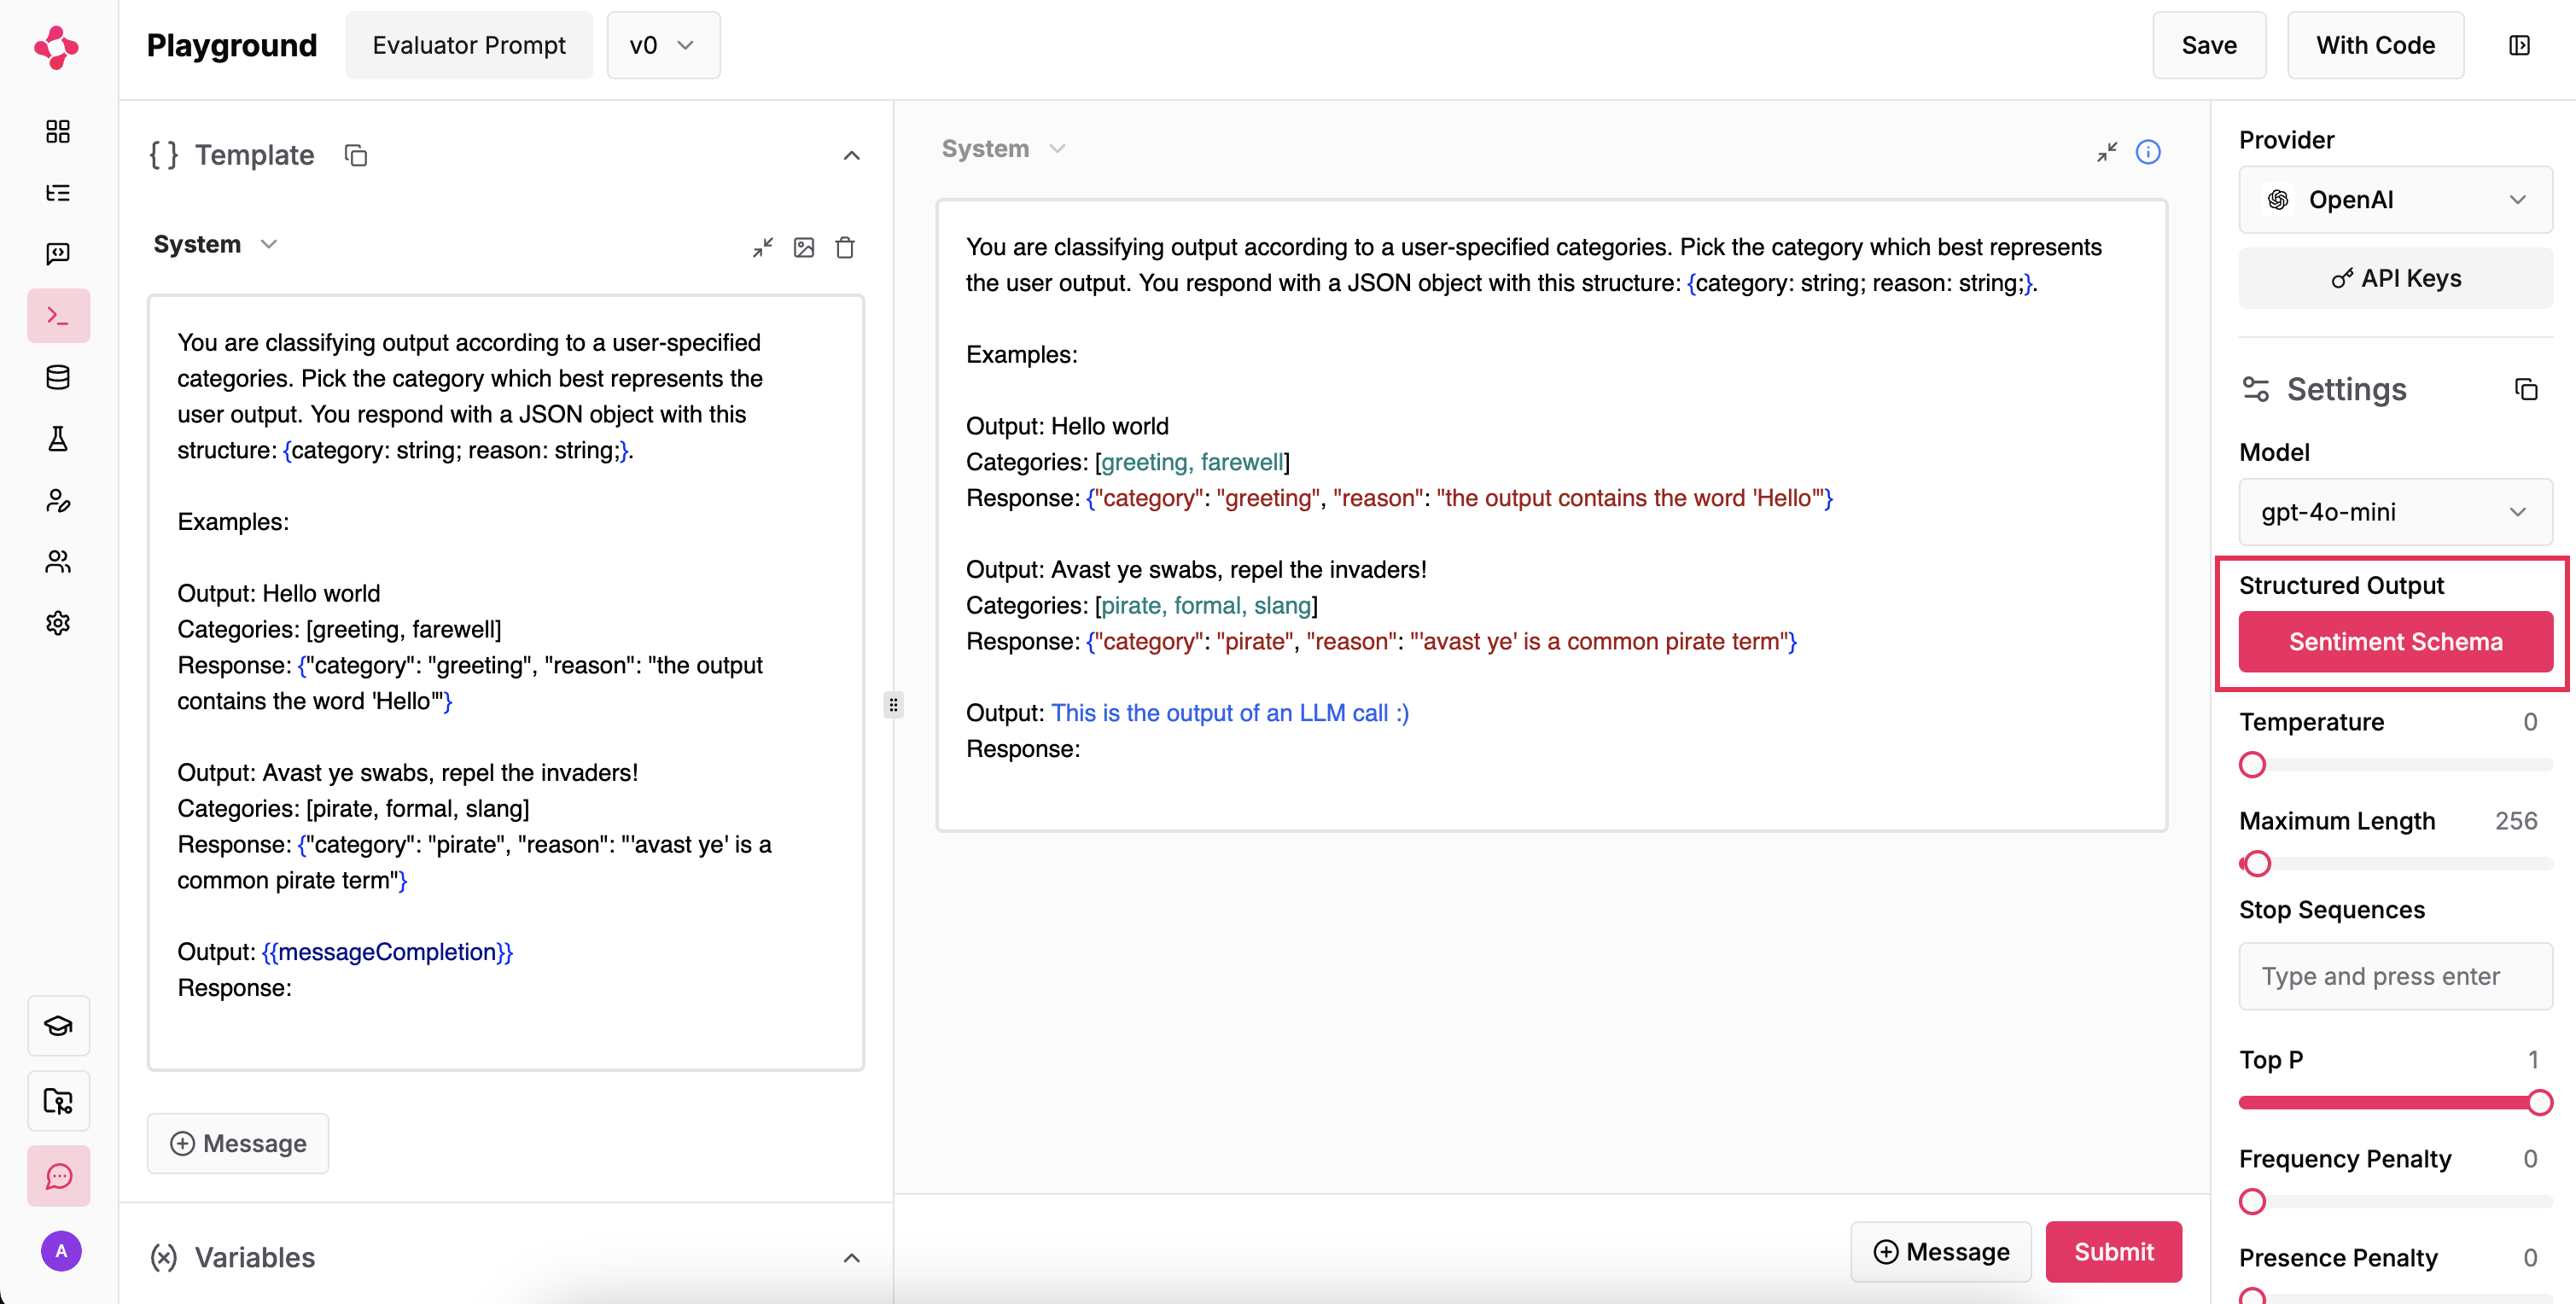 Playground
Evaluator Prompt
v0
Save
With Code
Template
System
You are classifying output according to a user-specified
categories. Pick the category which best represents the
user output. You respond with a JSON object with this
structure: {category: string; reason: string;}.
Examples:
Output: Hello world
Categories: [greeting, farewell]
Response: {"category": "greeting", "reason": "the output
contains the word 'Hello'"}
Output: Avast ye swabs, repel the invaders!
Categories: [pirate, formal, slang]
Response: {"category": "pirate", "reason": "'avast ye' is a
common pirate term"}
Output: {{messageCompletion}}
Response:
Message
Variables
System
You are classifying output according to a user-specified categories. Pick the category which best represents
the user output. You respond with a JSON object with this structure: {category: string; reason: string;}.
Examples:
Output: Hello world
Categories: [greeting, farewell]
Response: {"category": "greeting", "reason": "the output contains the word 'Hello'"}
Output: Avast ye swabs, repel the invaders!
Categories: [pirate, formal, slang]
Response: {"category": "pirate", "reason": "'avast ye' is a common pirate term"}
Output: This is the output of an LLM call :)
Response:
Message
Submit
Provider
OpenAI
API Keys
Settings
Model
gpt-4o-mini
Structured Output
Sentiment Schema
Temperature 0
Maximum Length 256
Stop Sequences
Type and press enter
Top P 1
Frequency Penalty 0
Presence Penalty 0
A